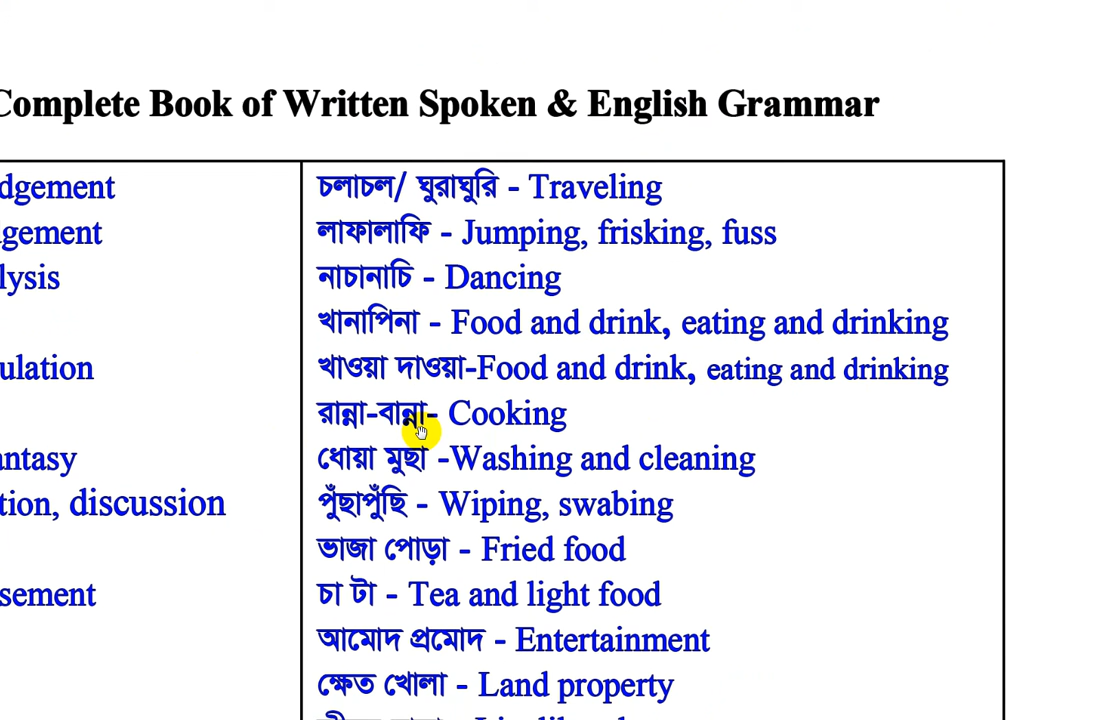 Complete Book of Written Spoken & English Grammar
dgement
gement
lysis
ulation
antasy
tion, discussion
sement
চলাচল/ ঘুরাঘুরি - Traveling
লাফালাফি - Jumping, frisking, fuss
নাচানাচি - Dancing
খানাপিনা - Food and drink, eating and drinking
খাওয়া দাওয়া-Food and drink, eating and drinking
রান্না-বান্না- Cooking
ধোয়া মুছা -Washing and cleaning
পুঁছাপুঁছি - Wiping, swabing
ভাজা পোড়া - Fried food
চা টা - Tea and light food
আমোদ প্রমোদ - Entertainment
ক্ষেত খোলা - Land property